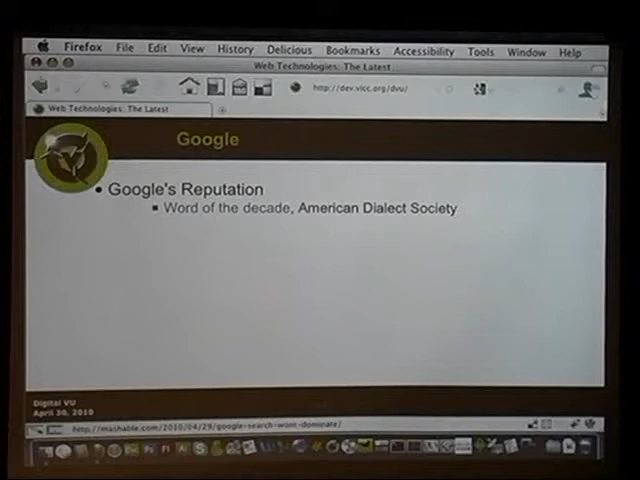 Firefox File Edit View History Delicious Bookmarks Accessibility Tools Window Help
Web Technologies: The Latest
http://dev.vicc.org/dvu/
Web Technologies: The Latest
Google
Google's Reputation
Word of the decade, American Dialect Society
Digital VU
April 30, 2010
http://mashable.com/2010/04/29/google-search-wont-dominate/